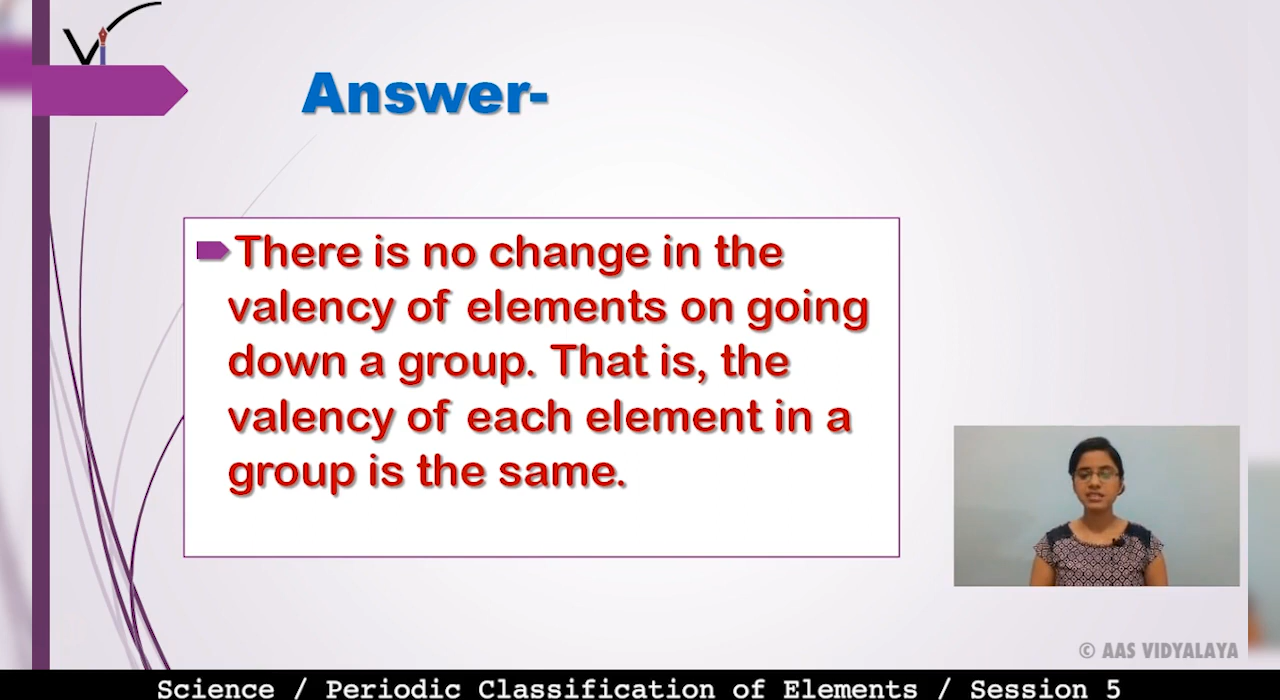 Answer-
There is no change in the
valency of elements on going
down a group. That is, the
valency of each element in a
group is the same.
© AAS VIDYALAYA
Science / Periodic Classification of Elements / Session 5